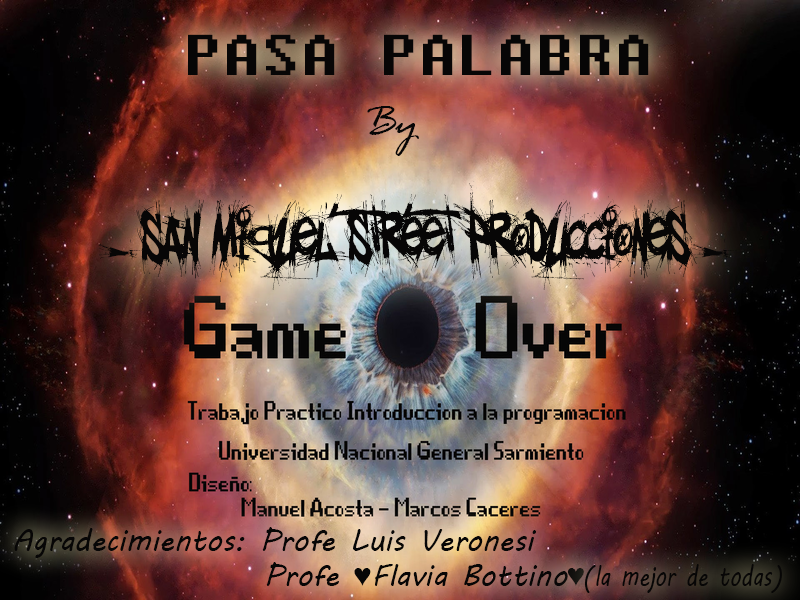 PASA PALABRA
By
- SAN MIGUEL STREET PRODUCCIONES -
Game Over
Trabajo Practico Introduccion a la programacion
Universidad Nacional General Sarmiento
Diseño:
Manuel Acosta - Marcos Caceres
Agradecimientos: Profe Luis Veronesi
Profe ♥Flavia Bottino♥(la mejor de todas)